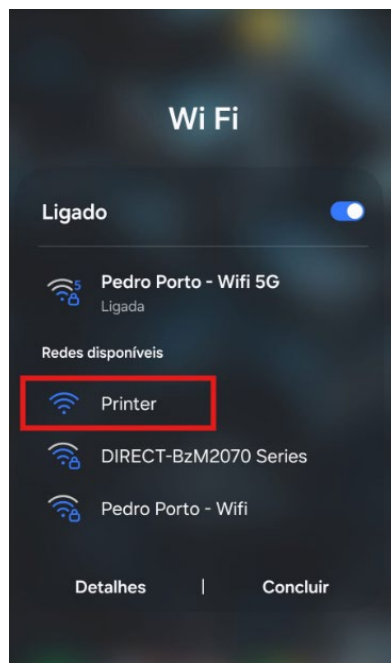 Wi Fi
Ligado
Pedro Porto - Wifi 5G
5
Ligada
Redes disponíveis
Printer
DIRECT-BzM2070 Series
Pedro Porto - Wifi
Detalhes | Concluir